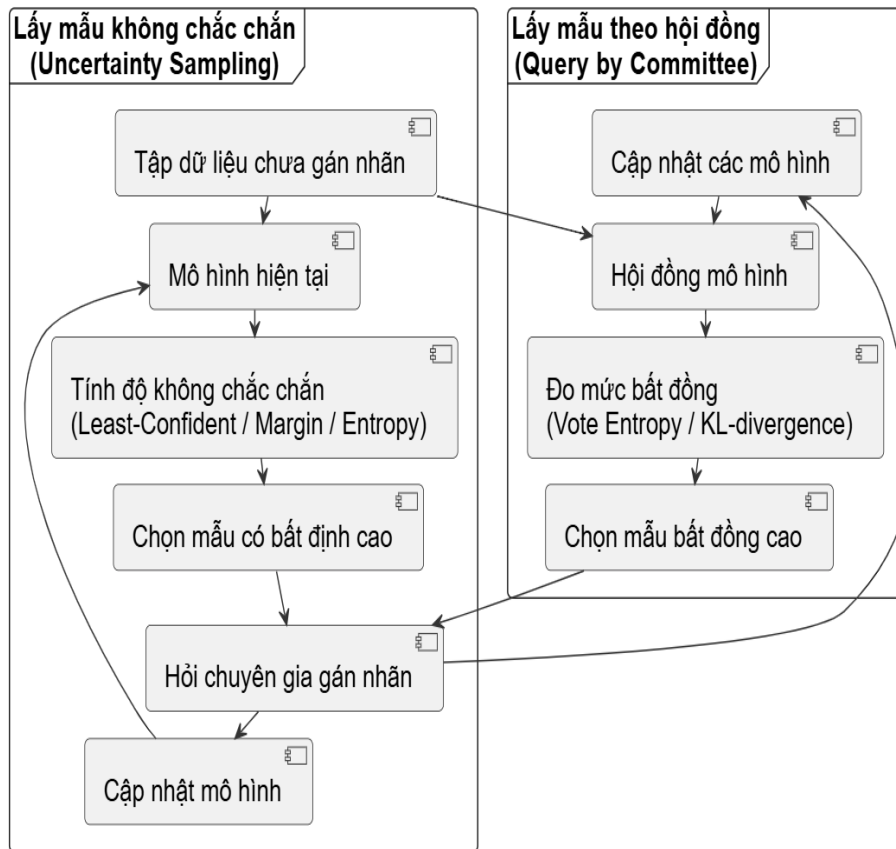 Lấy mẫu không chắc chắn
(Uncertainty Sampling)
Tập dữ liệu chưa gán nhãn
Mô hình hiện tại
Tính độ không chắc chắn
(Least-Confident / Margin / Entropy)
Chọn mẫu có bất định cao
Hỏi chuyên gia gán nhãn
Cập nhật mô hình
Lấy mẫu theo hội đồng
(Query by Committee)
Cập nhật các mô hình
Hội đồng mô hình
Đo mức bất đồng
(Vote Entropy / KL-divergence)
Chọn mẫu bất đồng cao